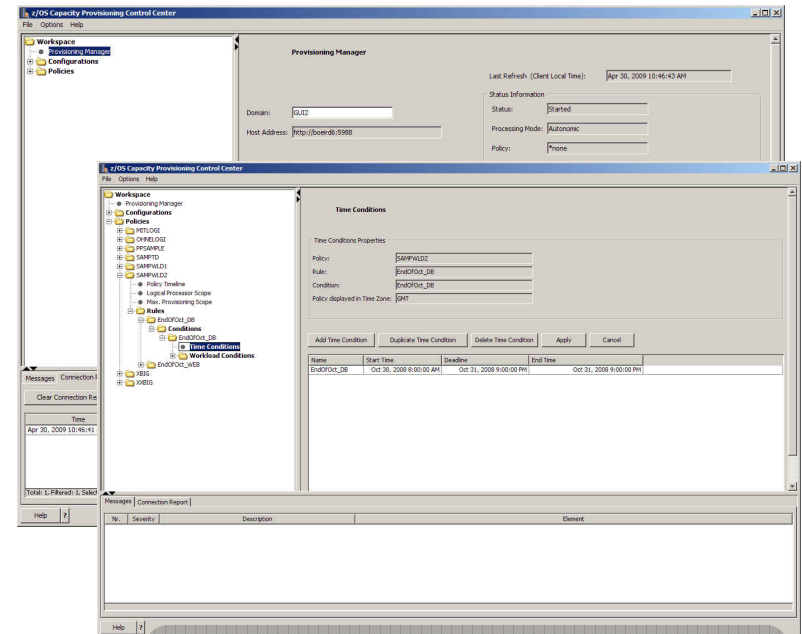 z/OS Capacity Provisioning Control Center
File Options Help
Workspace
Provisioning Manager
Configurations
Policies
Provisioning Manager
Last Refresh (Client Local Time): Apr 30, 2009 10:46:43 AM
Status Information
Domain: GUI2
Status: Started
Host Address: http://boeird6:5988
Processing Mode: Autonomic
Policy: *none
Messages Connection R
Clear Connection Re
Time
Apr 30, 2009 10:46:41
Total: 1, Filtered: 1, Select
Help ?
z/OS Capacity Provisioning Control Center
File Options Help
Workspace
Provisioning Manager
Configurations
Policies
MITLOGI
OHNELOGI
PPSAMPLE
SAMPTD
SAMPWLD1
SAMPWLD2
Policy Timeline
Logical Processor Scope
Max. Provisioning Scope
Rules
EndOfOct_DB
Conditions
EndOfOct_DB
Time Conditions
Workload Conditions
EndOfOct_WEB
XBIG
XXBIG
Time Conditions
Time Conditions Properties
Policy: SAMPWLD2
Rule: EndOfOct_DB
Condition: EndOfOct_DB
Policy displayed in Time Zone: GMT
Add Time Condition Duplicate Time Condition Delete Time Condition Apply Cancel
Name Start Time Deadline End Time
EndOfOct_DB Oct 30, 2008 8:00:00 AM Oct 31, 2008 9:00:00 PM Oct 31, 2008 9:00:00 PM
Messages Connection Report
Nr. Severity Description Element
Help ?